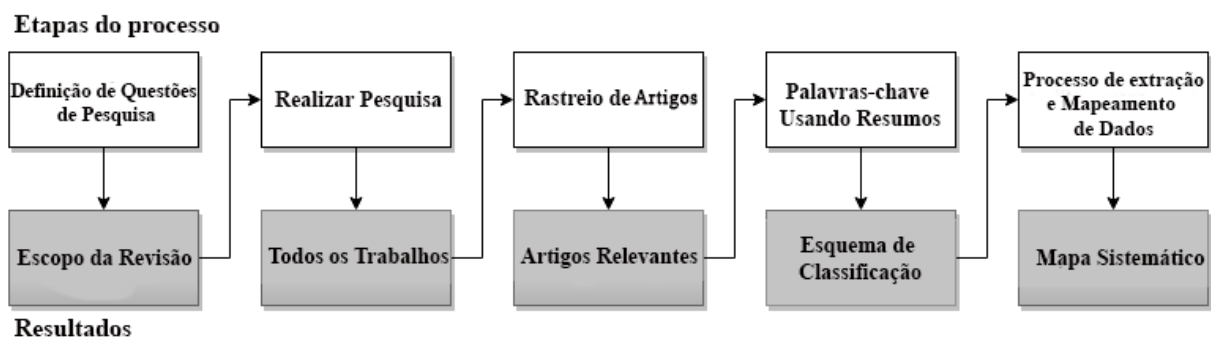 Etapas do processo
Definição de Questões
de Pesquisa
Realizar Pesquisa
Rastreio de Artigos
Palavras-chave
Usando Resumos
Processo de extração
e Mapeamento
de Dados
Escopo da Revisão
Todos os Trabalhos
Artigos Relevantes
Esquema de
Classificação
Mapa Sistemático
Resultados